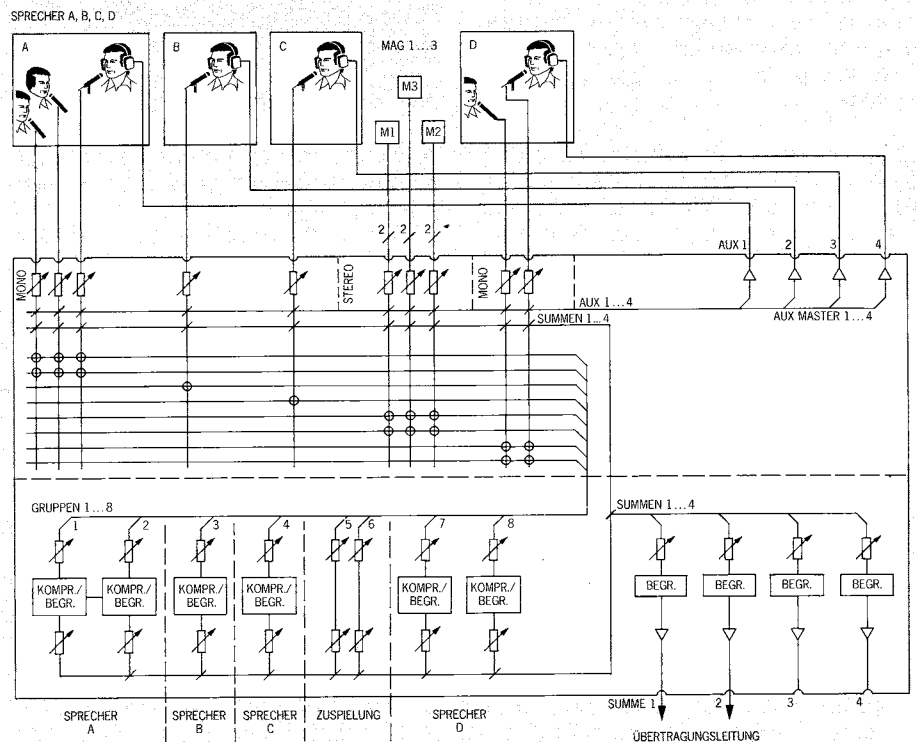 SPRECHER A, B, C, D
A
B
C
MAG 1...3
D
M3
M1
M2
2
2
2
AUX 1
2
3
4
MONO
STEREO
MONO
AUX 1...4
SUMMEN 1...4
AUX MASTER 1...4
GRUPPEN 1...8
SUMMEN 1...4
1
2
3
4
5
6
7
8
KOMPR./
BEGR.
KOMPR./
BEGR.
KOMPR./
BEGR.
KOMPR./
BEGR.
KOMPR./
BEGR.
KOMPR./
BEGR.
BEGR.
BEGR.
BEGR.
BEGR.
SUMME 1
2
3
4
SPRECHER
A
SPRECHER
B
SPRECHER
C
ZUSPIELUNG
SPRECHER
D
ÜBERTRAGUNGSLEITUNG